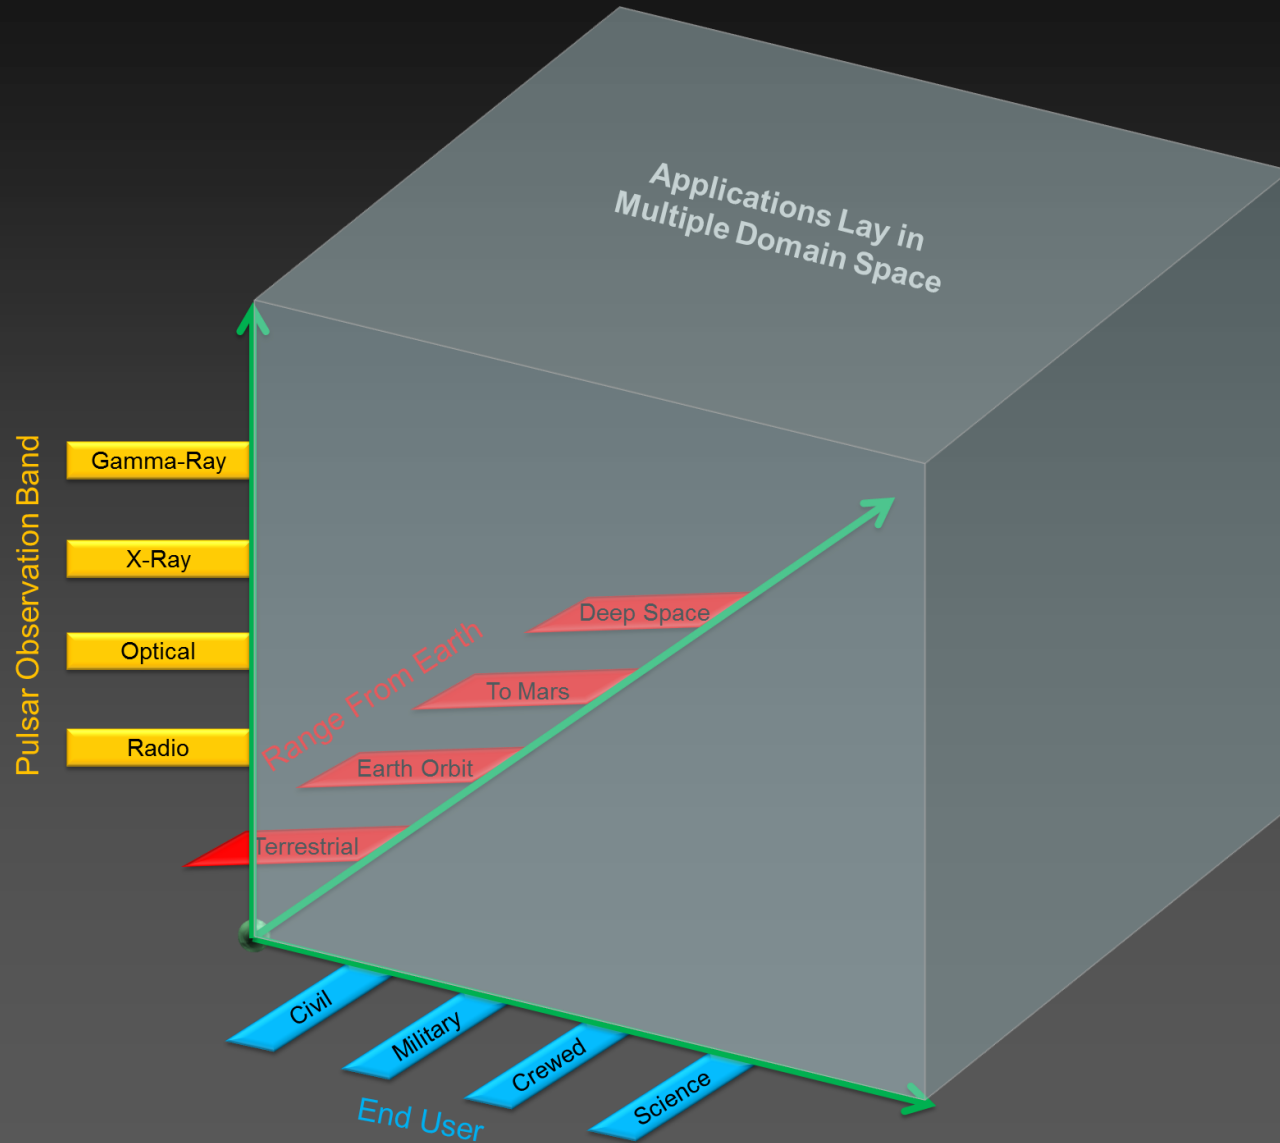 Applications Lay in
Multiple Domain Space
Pulsar Observation Band
Gamma-Ray
X-Ray
Optical
Radio
Range From Earth
Deep Space
To Mars
Earth Orbit
Terrestrial
Civil
Military
Crewed
Science
End User